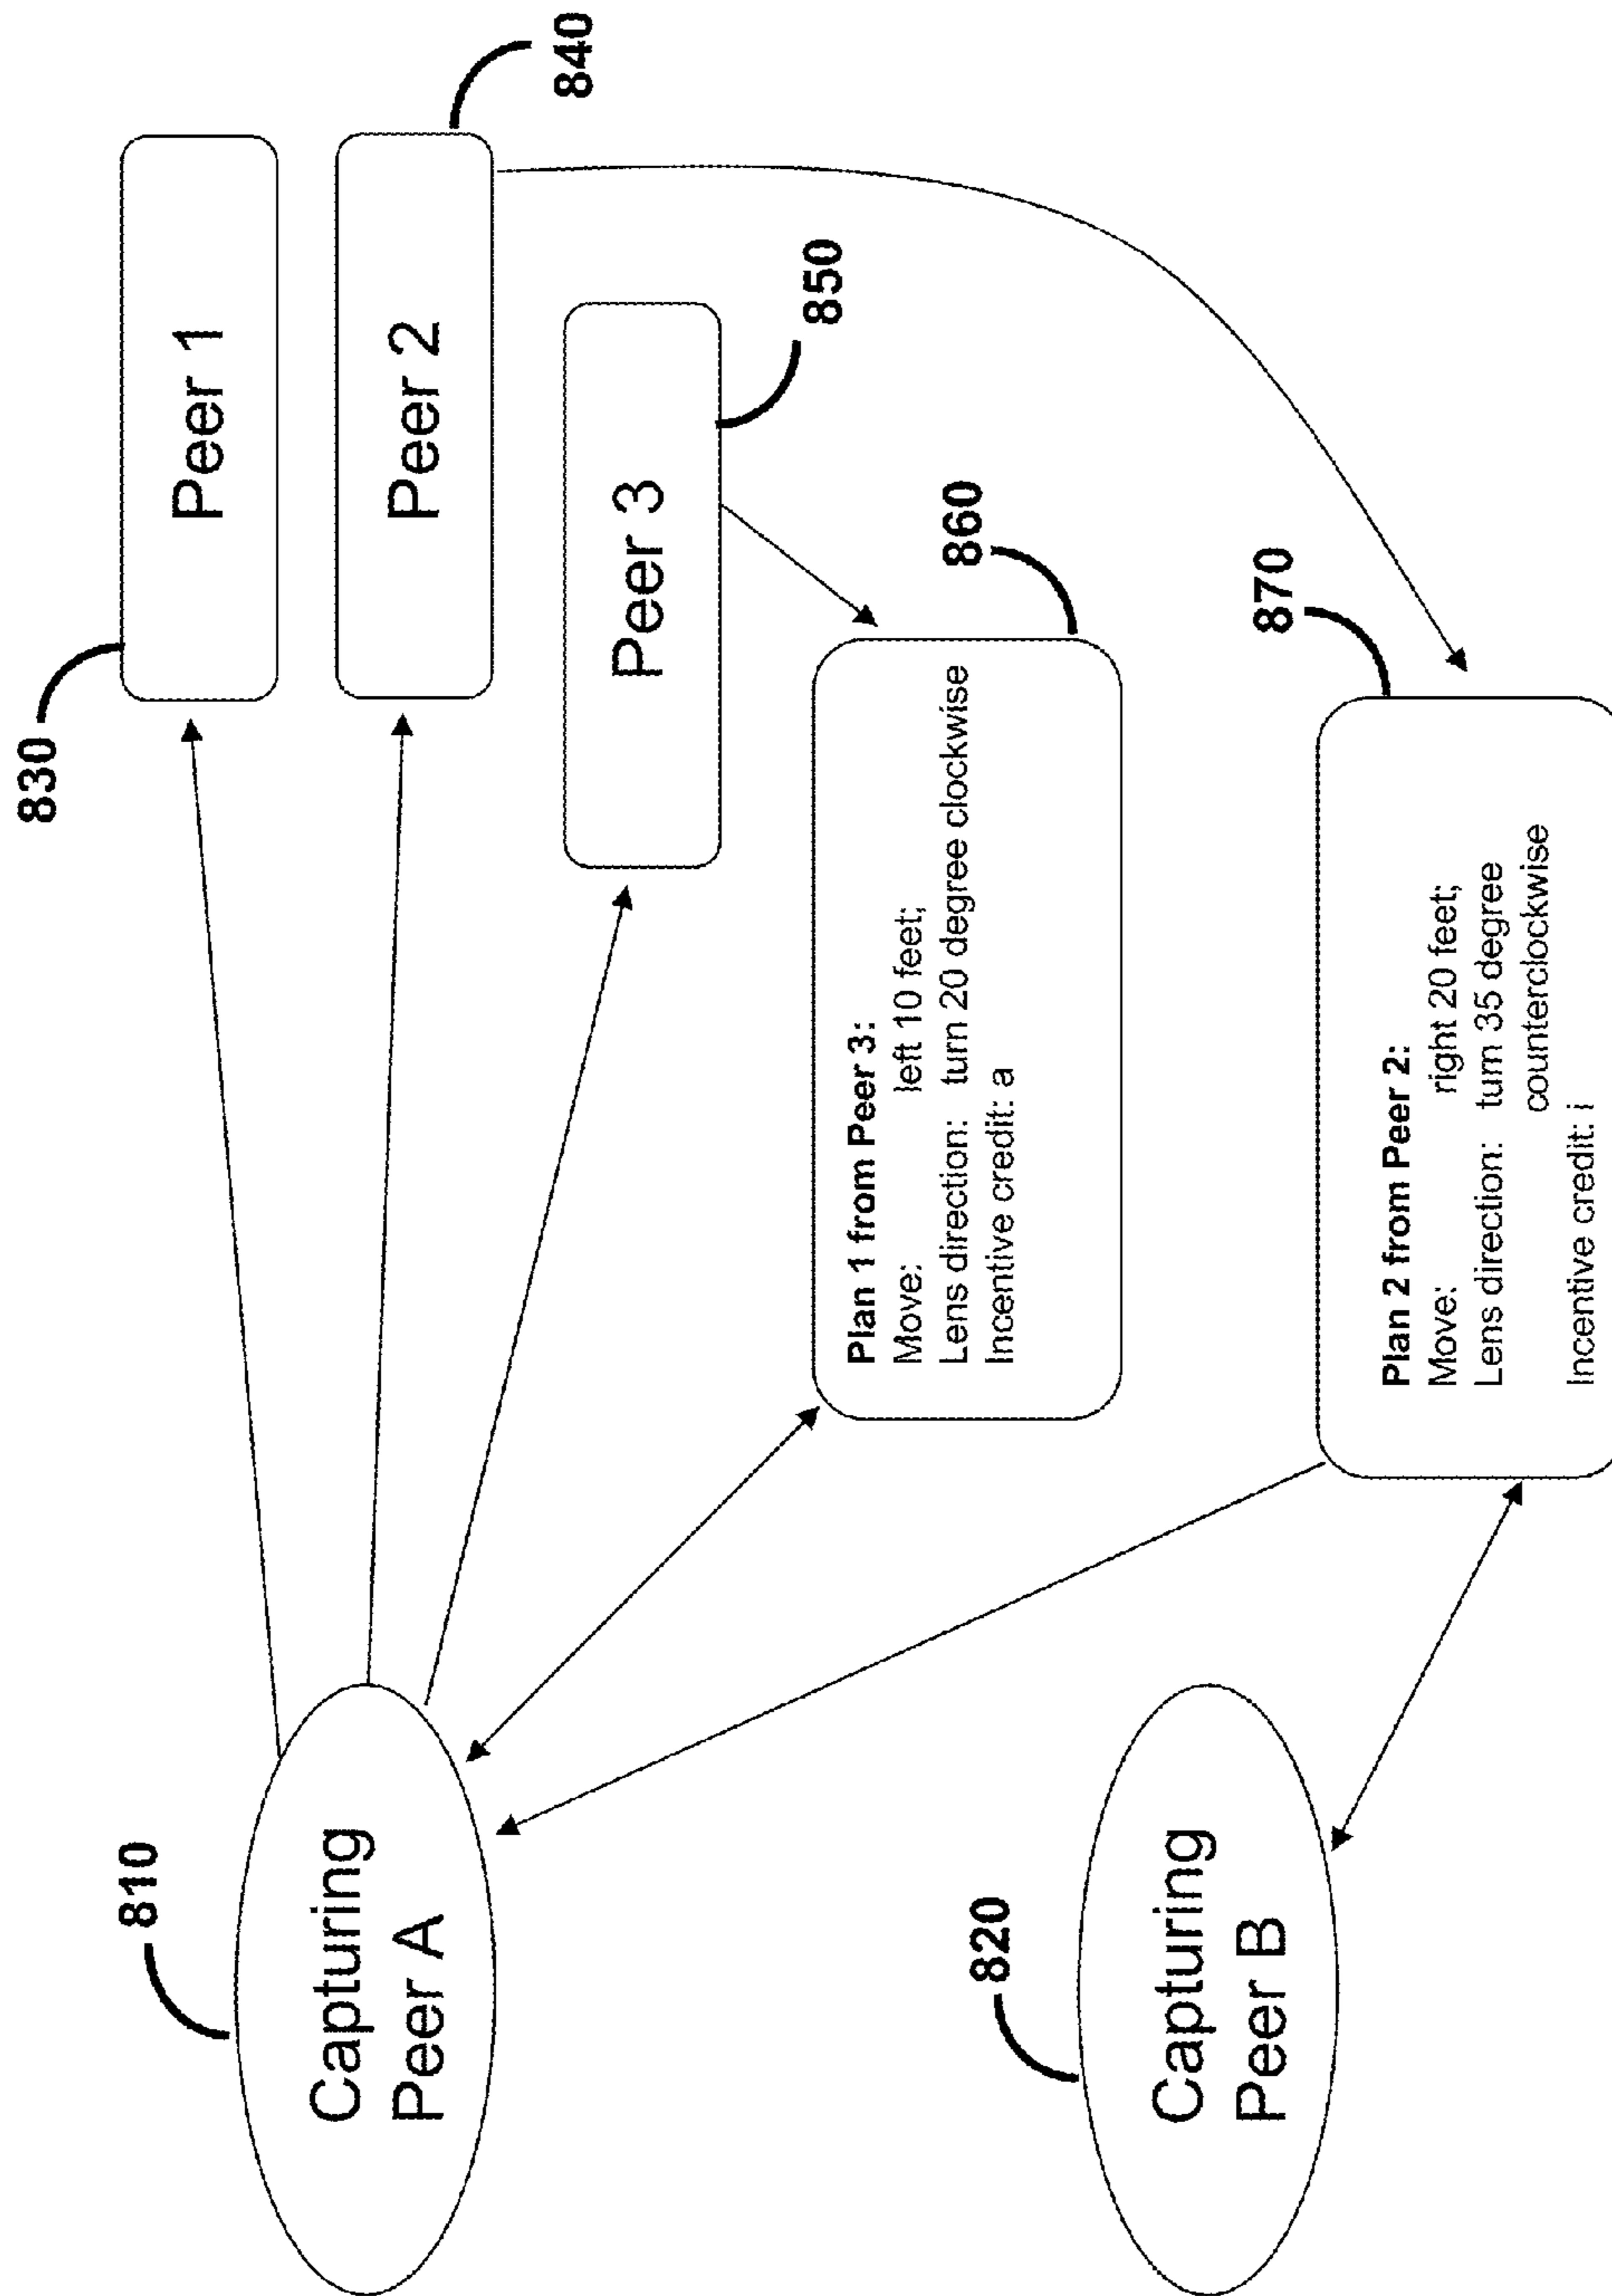 830
Peer 1
Peer 2
840
Peer 3
850
810
Capturing
Peer A
Plan 1 from Peer 3:
Move: left 10 feet;
Lens direction: turn 20 degree clockwise
Incentive credit: a
860
820
Capturing
Peer B
870
Plan 2 from Peer 2:
Move: right 20 feet;
Lens direction: turn 35 degree
counterclockwise
Incentive credit: i